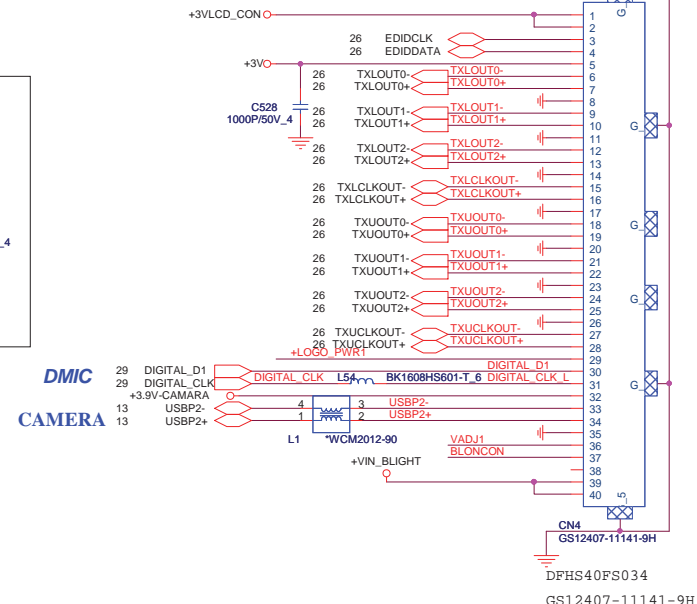 +3VLCD_CON
1
G_
2
26 EDIDCLK 3
26 EDIDDATA 4
+3V 5
26 TXLOUT0- TXLOUT0- 6
26 TXLOUT0+ TXLOUT0+ 7
8
C528
1000P/50V_4
26 TXLOUT1- TXLOUT1- 9
26 TXLOUT1+ TXLOUT1+ 10 G_
11
26 TXLOUT2- TXLOUT2- 12
26 TXLOUT2+ TXLOUT2+ 13
14
26 TXLCLKOUT- TXLCLKOUT- 15
26 TXLCLKOUT+ TXLCLKOUT+ 16
17
26 TXUOUT0- TXUOUT0- 18 G_
26 TXUOUT0+ TXUOUT0+ 19
_4
20
26 TXUOUT1- TXUOUT1- 21
26 TXUOUT1+ TXUOUT1+ 22
23
26 TXUOUT2- TXUOUT2- 24 G_
26 TXUOUT2+ TXUOUT2+ 25
26
26 TXUCLKOUT- TXUCLKOUT- 27
26 TXUCLKOUT+ TXUCLKOUT+ 28
+LOGO_PWR1 29
DMIC 29 DIGITAL_D1 DIGITAL_D1 30
29 DIGITAL_CLK DIGITAL_CLK L54 BK1608HS601-T_6 DIGITAL_CLK_L 31 G_
+3.9V-CAMARA 32
CAMERA 13 USBP2- 4 3 USBP2- 33
13 USBP2+ 1 2 USBP2+ 34
L1 *WCM2012-90
35
VADJ1 36
BLONCON 37
+VIN_BLIGHT
38
39
40 G_5
CN4
GS12407-11141-9H
DFHS40FS034
GS12407-11141-9H